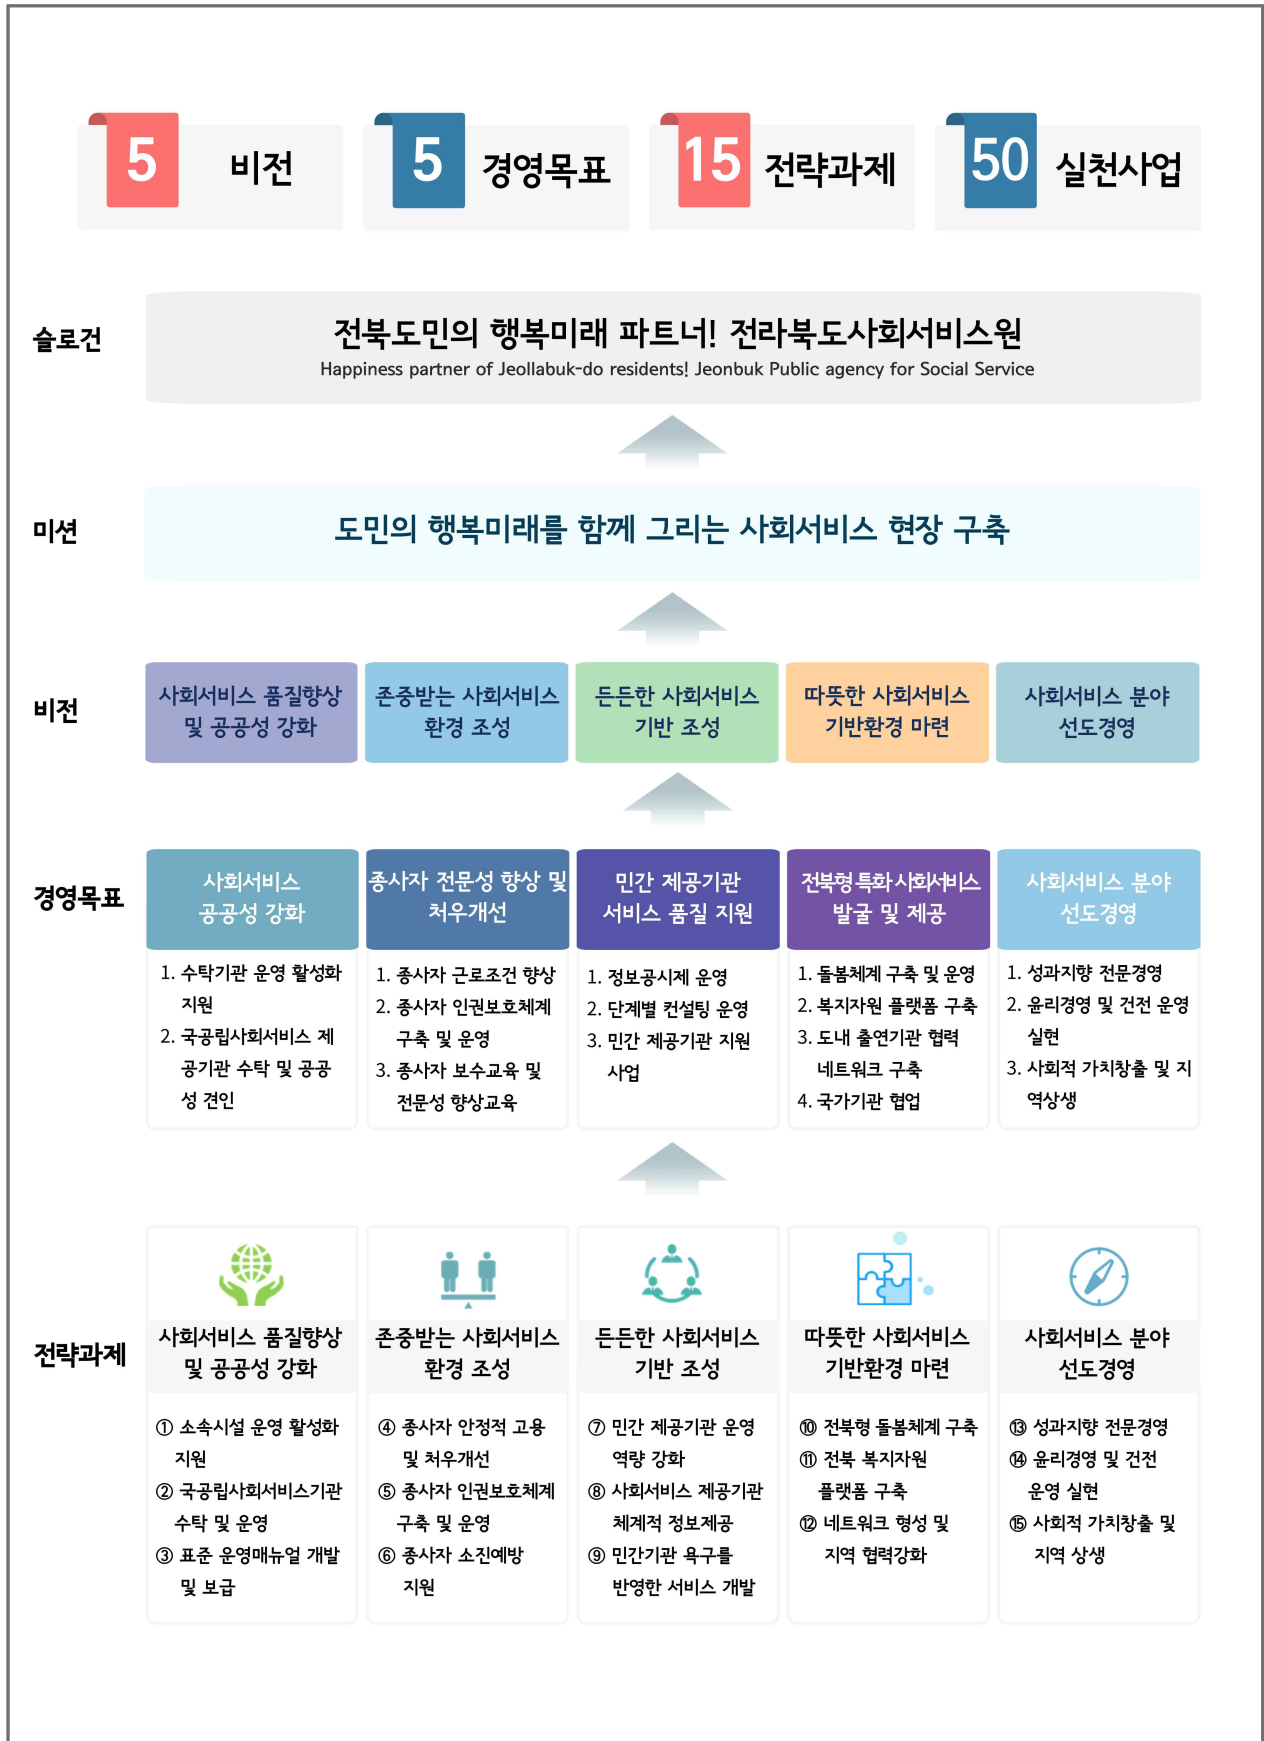 5 비전
5 경영목표
15 전략과제
50 실천사업
슬로건
전북도민의 행복미래 파트너! 전라북도사회서비스원
Happiness partner of Jeollabuk-do residents! Jeonbuk Public agency for Social Service
미션
도민의 행복미래를 함께 그리는 사회서비스 현장 구축
비전
사회서비스 품질향상
및 공공성 강화
존중받는 사회서비스
환경 조성
든든한 사회서비스
기반 조성
따뜻한 사회서비스
기반환경 마련
사회서비스 분야
선도경영
경영목표
사회서비스
공공성 강화
1. 수탁기관 운영 활성화
지원
2. 국공립사회서비스 제
공기관 수탁 및 공공
성 견인
종사자 전문성 향상 및
처우개선
1. 종사자 근로조건 향상
2. 종사자 인권보호체계
구축 및 운영
3. 종사자 보수교육 및
전문성 향상교육
민간 제공기관
서비스 품질 지원
1. 정보공시제 운영
2. 단계별 컨설팅 운영
3. 민간 제공기관 지원
사업
전북형 특화 사회서비스
발굴 및 제공
1. 돌봄체계 구축 및 운영
2. 복지자원 플랫폼 구축
3. 도내 출연기관 협력
네트워크 구축
4. 국가기관 협업
사회서비스 분야
선도경영
1. 성과지향 전문경영
2. 윤리경영 및 건전 운영
실현
3. 사회적 가치창출 및 지
역상생
전략과제
사회서비스 품질향상
및 공공성 강화
① 소속시설 운영 활성화
지원
② 국공립사회서비스기관
수탁 및 운영
③ 표준 운영매뉴얼 개발
및 보급
존중받는 사회서비스
환경 조성
④ 종사자 안정적 고용
및 처우개선
⑤ 종사자 인권보호체계
구축 및 운영
⑥ 종사자 소진예방
지원
든든한 사회서비스
기반 조성
⑦ 민간 제공기관 운영
역량 강화
⑧ 사회서비스 제공기관
체계적 정보제공
⑨ 민간기관 욕구를
반영한 서비스 개발
따뜻한 사회서비스
기반환경 마련
⑩ 전북형 돌봄체계 구축
⑪ 전북 복지자원
플랫폼 구축
⑫ 네트워크 형성 및
지역 협력강화
사회서비스 분야
선도경영
⑬ 성과지향 전문경영
⑭ 윤리경영 및 건전
운영 실현
⑮ 사회적 가치창출 및
지역 상생